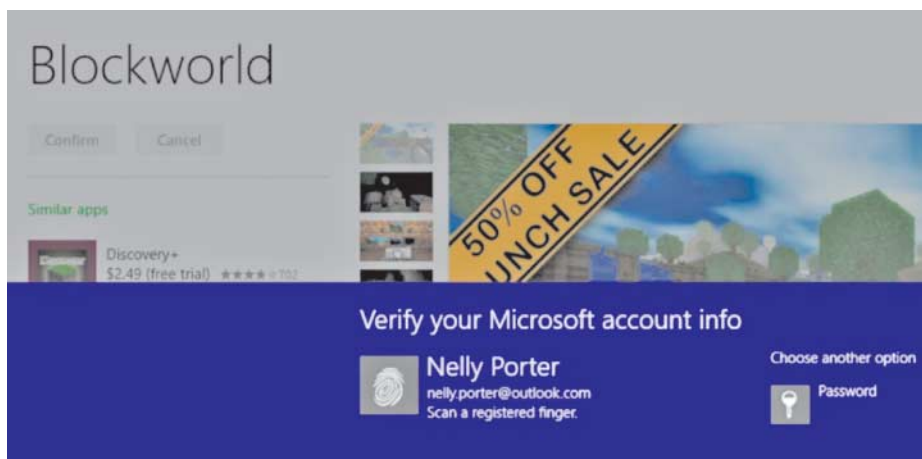 Blockworld
Confirm
Cancel
Similar apps
Discovery+
$2.49 (free trial) ★★★★★ 702
50% OFF
UNCH SALE
Verify your Microsoft account info
Nelly Porter
nelly.porter@outlook.com
Scan a registered finger.
Choose another option
Password